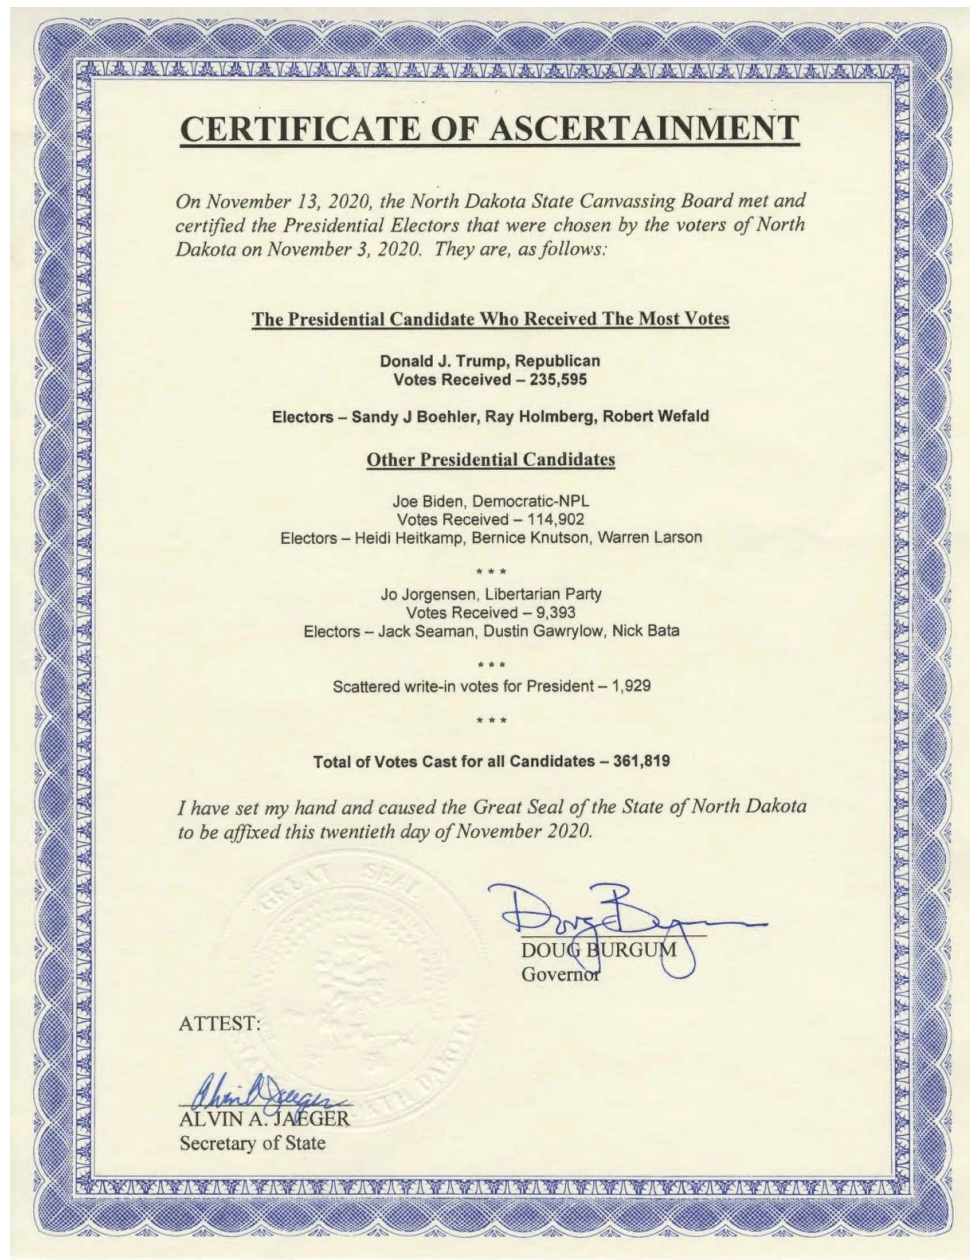 CERTIFICATE OF ASCERTAINMENT
On November 13, 2020, the North Dakota State Canvassing Board met and
certified the Presidential Electors that were chosen by the voters of North
Dakota on November 3, 2020. They are, as follows:
The Presidential Candidate Who Received The Most Votes
Donald J. Trump, Republican
Votes Received – 235,595
Electors – Sandy J Boehler, Ray Holmberg, Robert Wefald
Other Presidential Candidates
Joe Biden, Democratic-NPL
Votes Received – 114,902
Electors – Heidi Heitkamp, Bernice Knutson, Warren Larson
* * *
Jo Jorgensen, Libertarian Party
Votes Received – 9,393
Electors – Jack Seaman, Dustin Gawrylow, Nick Bata
* * *
Scattered write-in votes for President – 1,929
* * *
Total of Votes Cast for all Candidates – 361,819
I have set my hand and caused the Great Seal of the State of North Dakota
to be affixed this twentieth day of November 2020.
GREAT SEAL
Doug Burgum
DOUG BURGUM
Governor
ATTEST:
Alvin A Jaeger
ALVIN A. JAEGER
Secretary of State